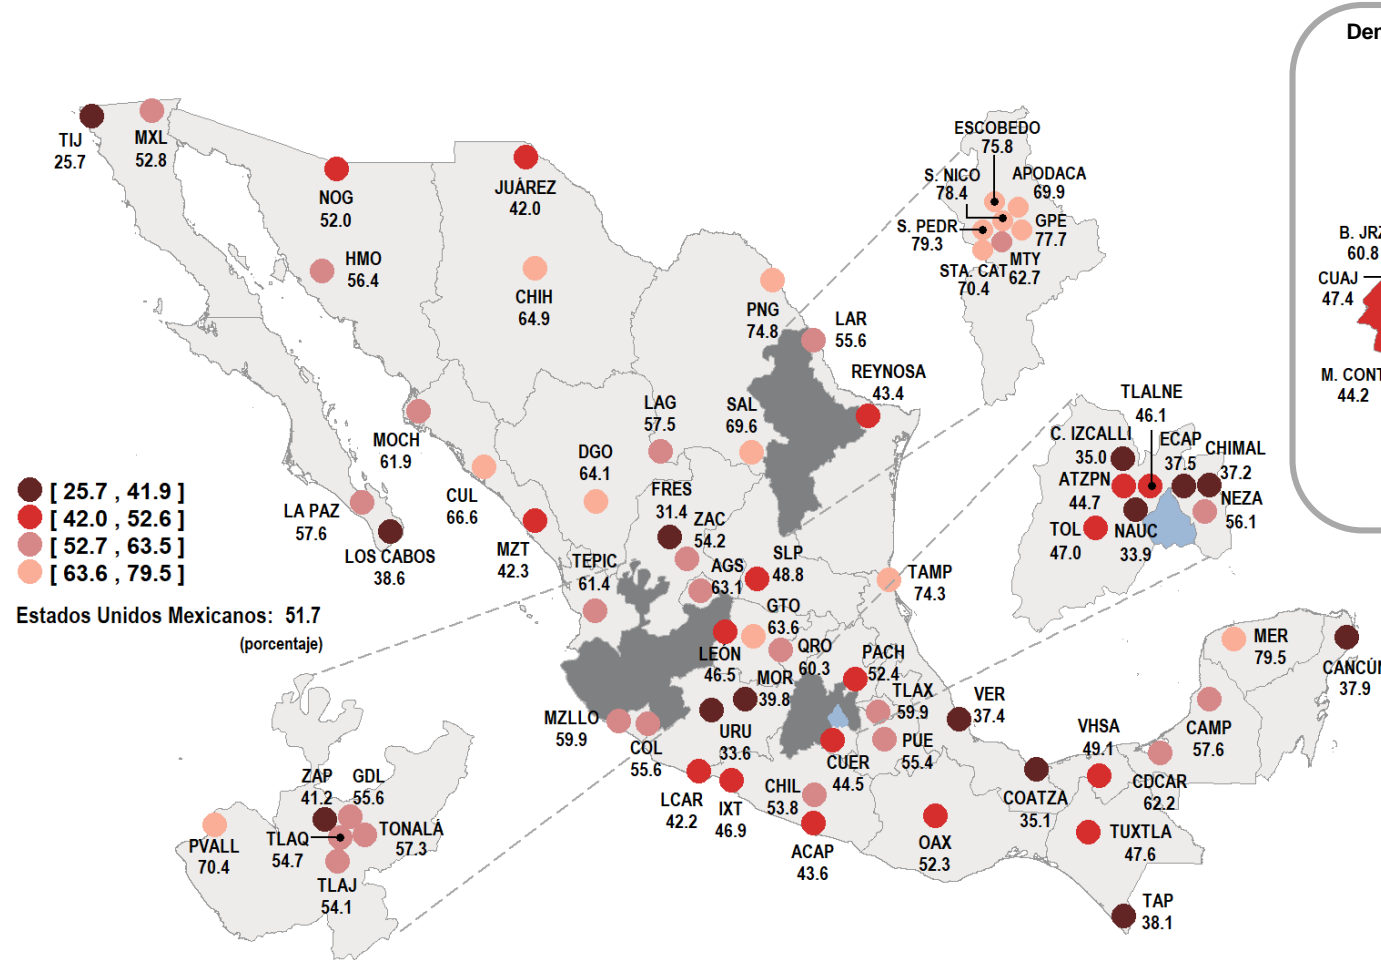 Den
TIJ
25.7
MXL
52.8
NOG
52.0
HMO
56.4
JUÁREZ
42.0
CHIH
64.9
PNG
74.8
LAR
55.6
REYNOSA
43.4
ESCOBEDO
75.8
S. NICO
78.4
APODACA
69.9
S. PEDR
79.3
GPE
77.7
STA. CAT
70.4
MTY
62.7
B. JRZ
60.8
CUAJ
47.4
M. CONT
44.2
TLALNE
46.1
C. IZCALLI
35.0
ECAP
37.5
CHIMAL
37.2
ATZPN
44.7
NEZA
56.1
TOL
47.0
NAUC
33.9
MOCH
61.9
CUL
66.6
LAG
57.5
SAL
69.6
DGO
64.1
FRES
31.4
ZAC
54.2
LA PAZ
57.6
LOS CABOS
38.6
MZT
42.3
TEPIC
61.4
AGS
63.1
SLP
48.8
TAMP
74.3
GTO
63.6
LEÓN
46.5
QRO
60.3
PACH
52.4
MOR
39.8
URU
33.6
TLAX
59.9
PUE
55.4
VER
37.4
MZLLO
59.9
COL
55.6
CUER
44.5
LCAR
42.2
IXT
46.9
CHIL
53.8
ACAP
43.6
OAX
52.3
COATZA
35.1
VHSA
49.1
CDCAR
62.2
CAMP
57.6
MER
79.5
CANCÚN
37.9
TUXTLA
47.6
TAP
38.1
[ 25.7 , 41.9 ]
[ 42.0 , 52.6 ]
[ 52.7 , 63.5 ]
[ 63.6 , 79.5 ]
Estados Unidos Mexicanos: 51.7
(porcentaje)
ZAP
41.2
GDL
55.6
PVALL
70.4
TLAQ
54.7
TONALÁ
57.3
TLAJ
54.1